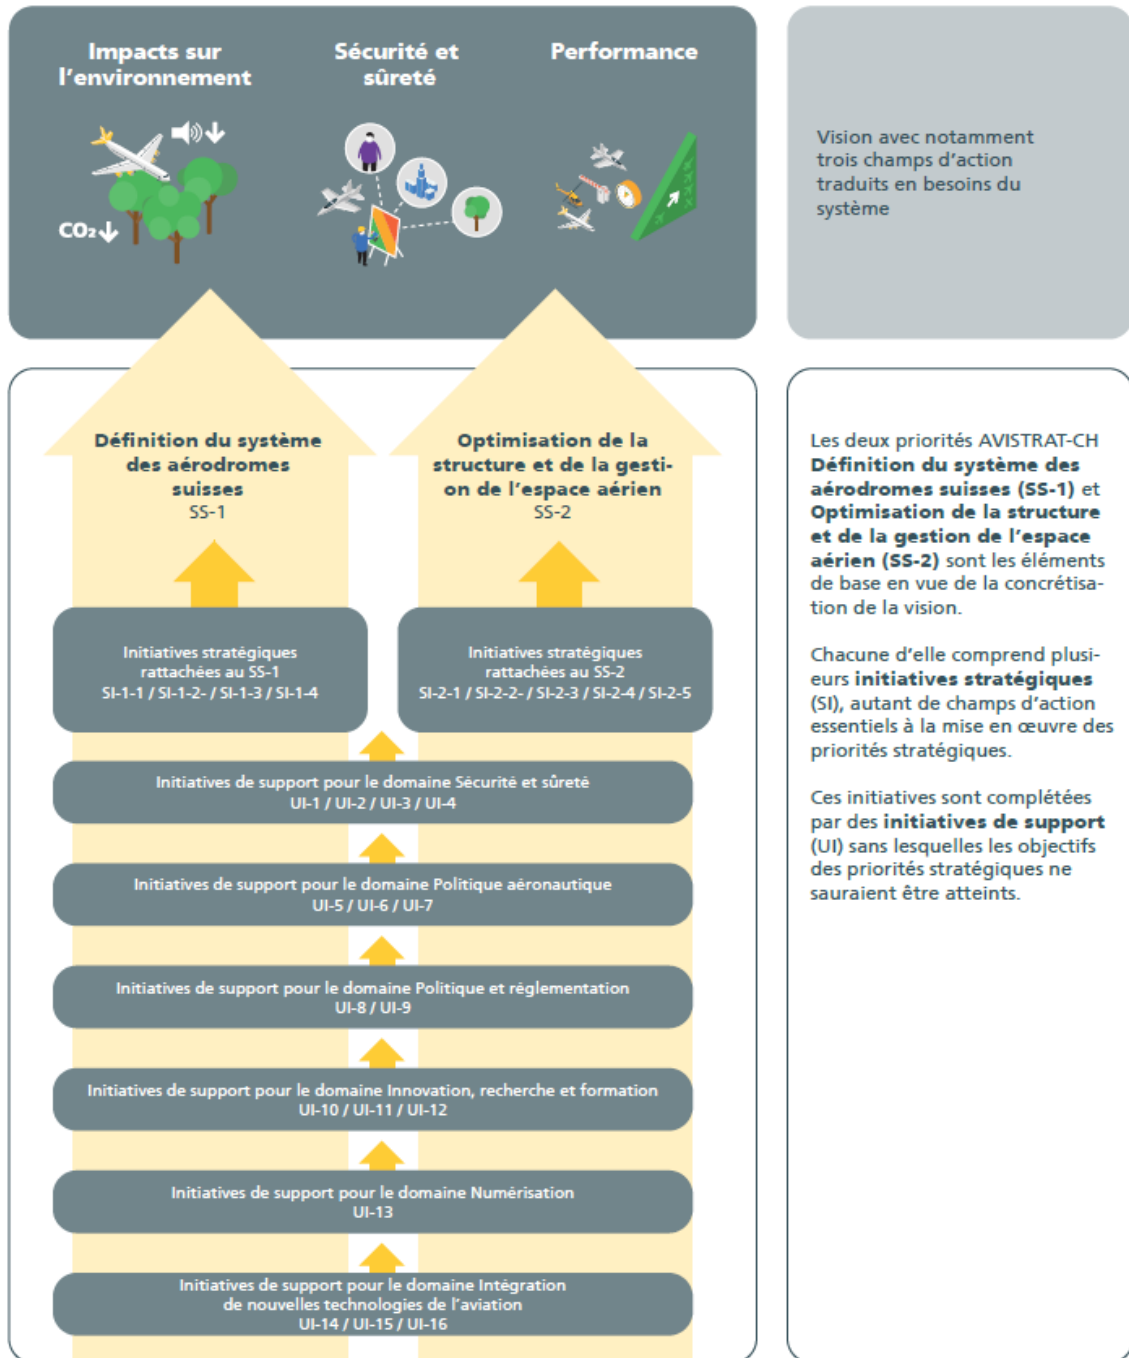 Impacts sur
l'environnement
Sécurité et
sûreté
Performance
CO₂
Vision avec notamment
trois champs d'action
traduits en besoins du
système
Définition du système
des aérodromes
suisses
SS-1
Optimisation de la
structure et de la gesti-
on de l'espace aérien
SS-2
Initiatives stratégiques
rattachées au SS-1
SI-1-1 / SI-1-2- / SI-1-3 / SI-1-4
Initiatives stratégiques
rattachées au SS-2
SI-2-1 / SI-2-2- / SI-2-3 / SI-2-4 / SI-2-5
Initiatives de support pour le domaine Sécurité et sûreté
UI-1 / UI-2 / UI-3 / UI-4
Initiatives de support pour le domaine Politique aéronautique
UI-5 / UI-6 / UI-7
Initiatives de support pour le domaine Politique et réglementation
UI-8 / UI-9
Initiatives de support pour le domaine Innovation, recherche et formation
UI-10 / UI-11 / UI-12
Initiatives de support pour le domaine Numérisation
UI-13
Initiatives de support pour le domaine Intégration
de nouvelles technologies de l'aviation
UI-14 / UI-15 / UI-16
Les deux priorités AVISTRAT-CH
Définition du système des
aérodromes suisses (SS-1) et
Optimisation de la structure
et de la gestion de l'espace
aérien (SS-2) sont les éléments
de base en vue de la concrétisa-
tion de la vision.
Chacune d'elle comprend plusi-
eurs initiatives stratégiques
(SI), autant de champs d'action
essentiels à la mise en œuvre des
priorités stratégiques.
Ces initiatives sont complétées
par des initiatives de support
(UI) sans lesquelles les objectifs
des priorités stratégiques ne
sauraient être atteints.